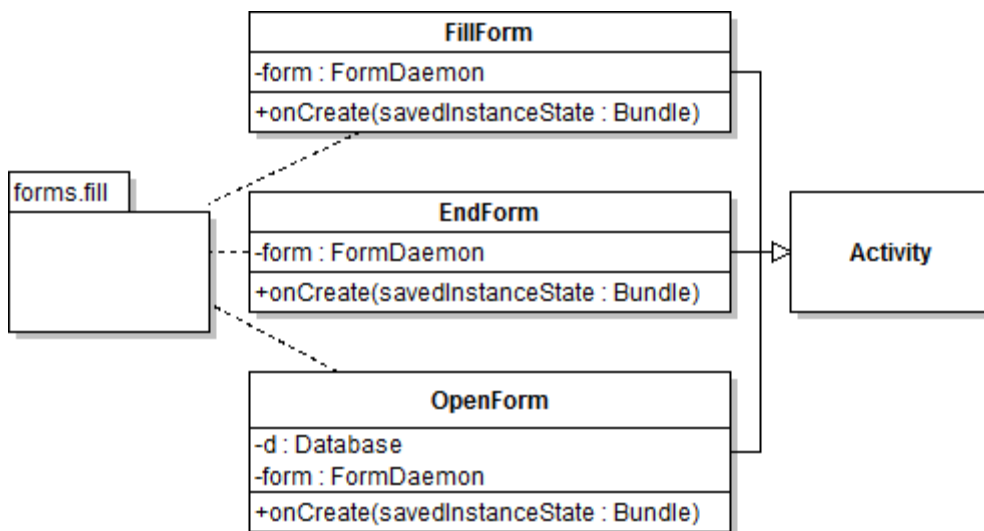 FillForm
-form : FormDaemon
+onCreate(savedInstanceState : Bundle)
forms.fill
EndForm
-form : FormDaemon
+onCreate(savedInstanceState : Bundle)
Activity
OpenForm
-d : Database
-form : FormDaemon
+onCreate(savedInstanceState : Bundle)